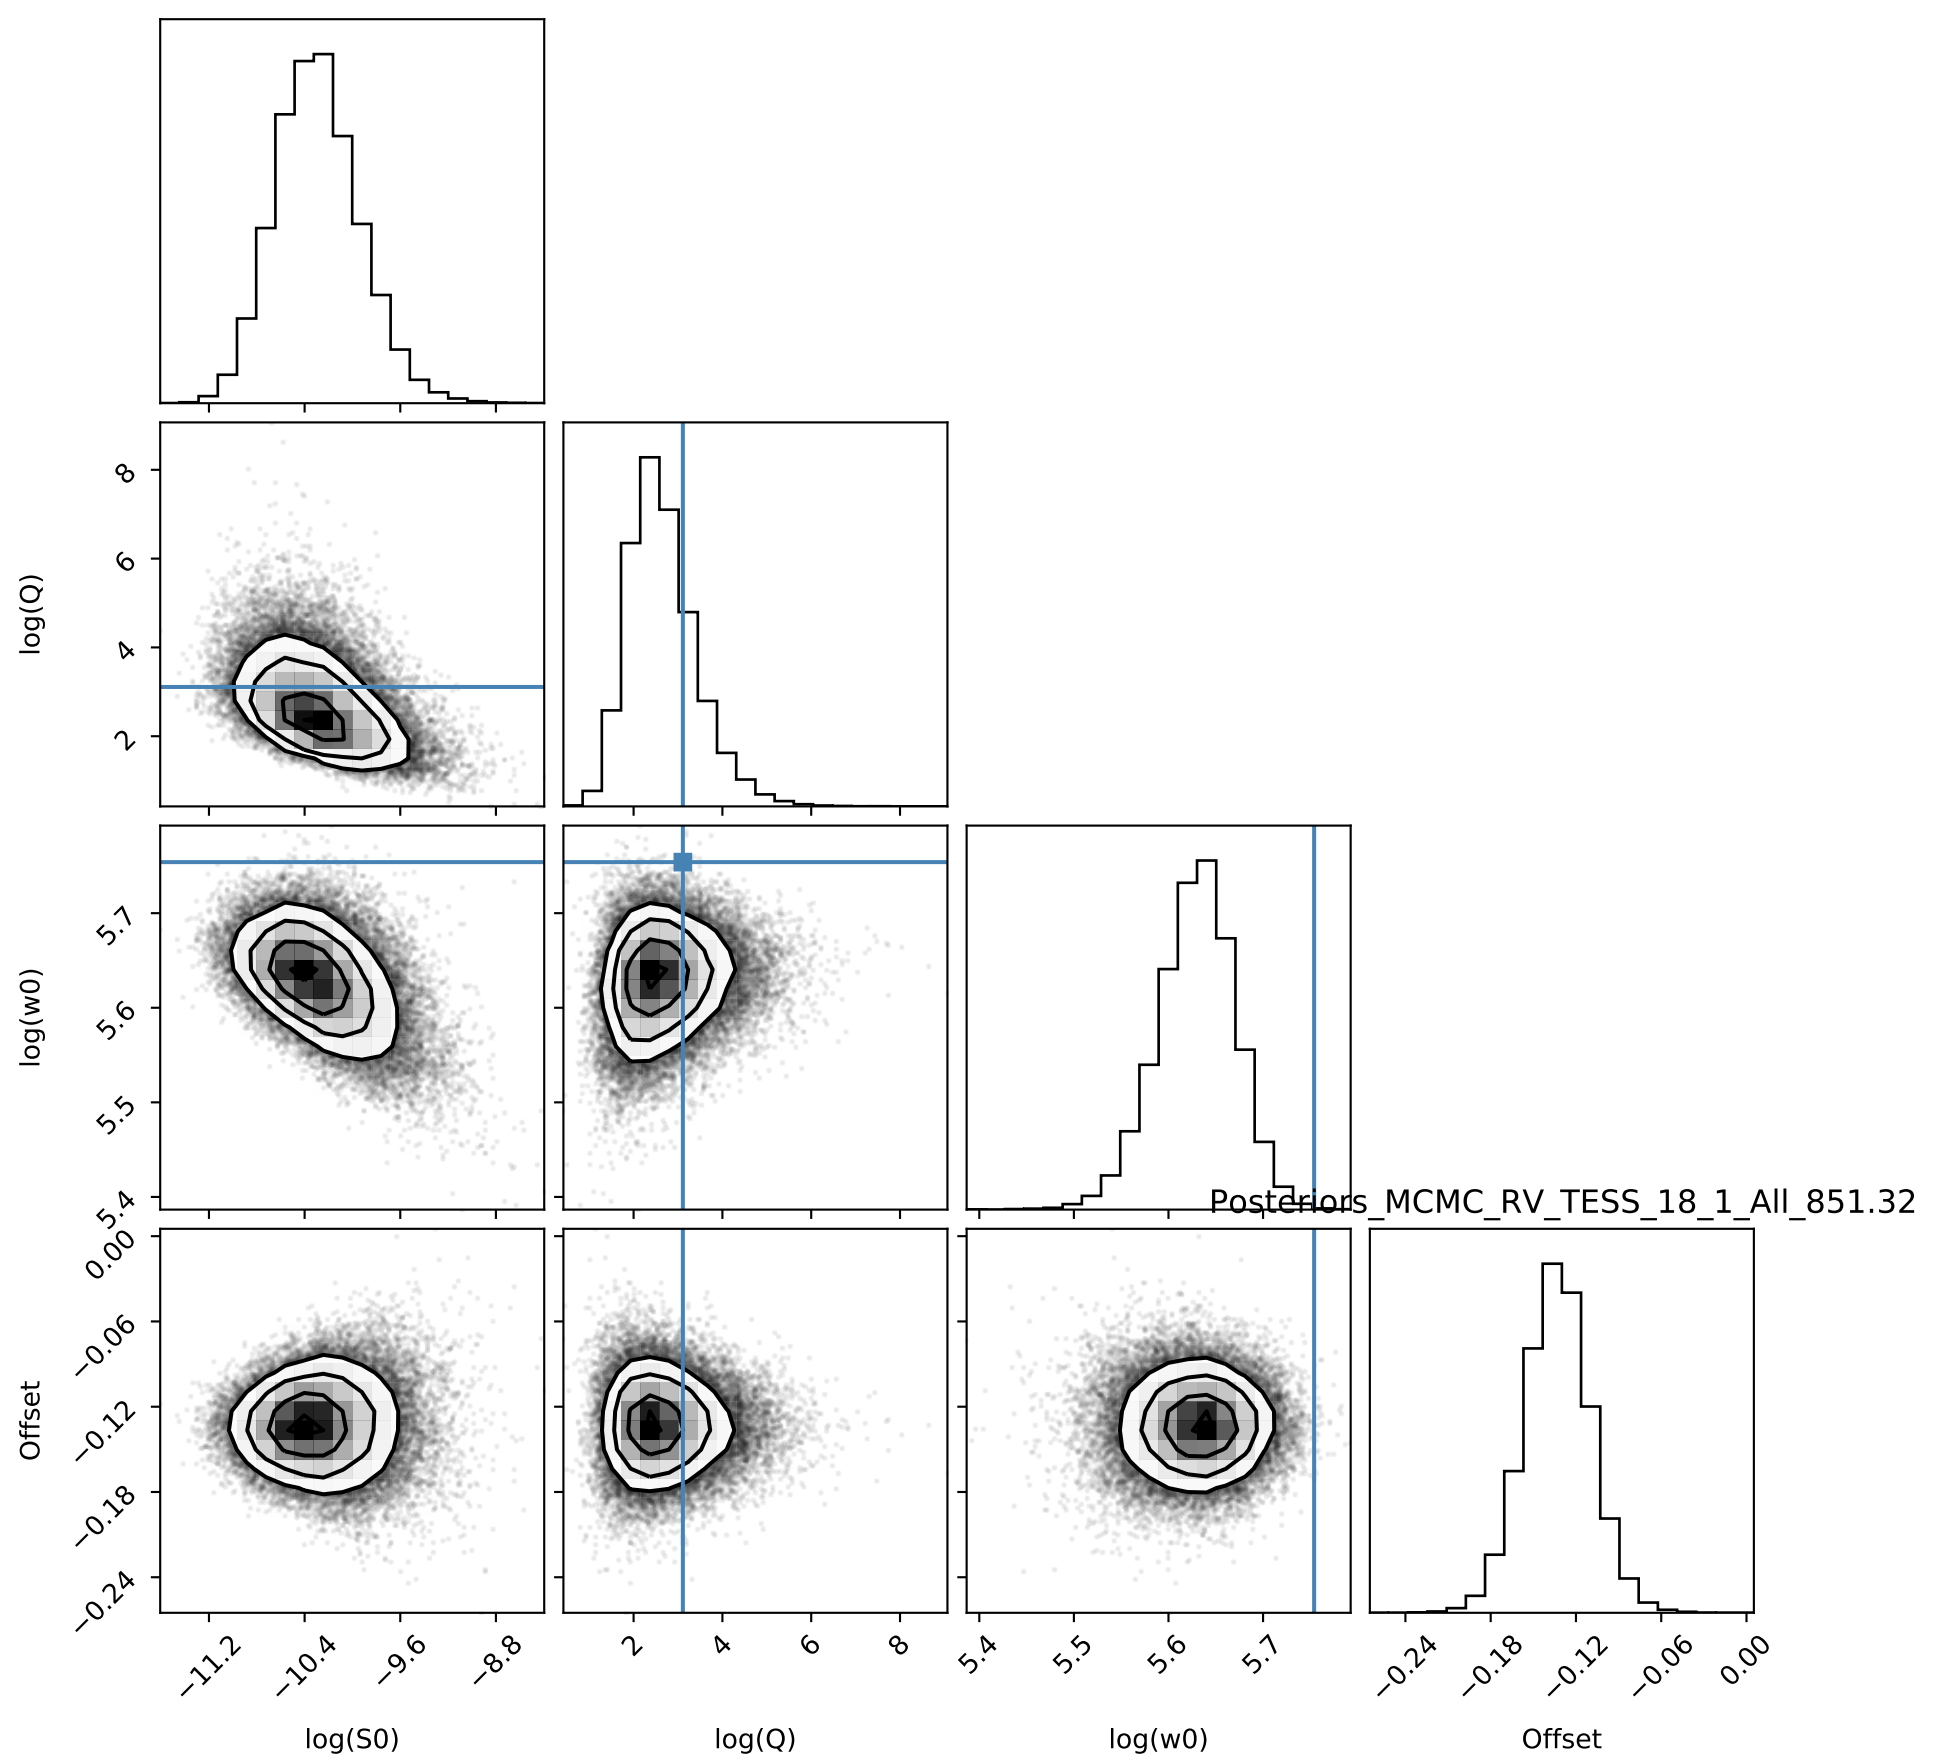 8
6
4
2
log(Q)
5.7
5.6
5.5
5.4
log(w0)
Posteriors_MCMC_RV_TESS_18_1_All_851.32
0.00
−0.06
−0.12
−0.18
−0.24
Offset
−11.2 −10.4 −9.6 −8.8 2 4 6 8 5.4 5.5 5.6 5.7 −0.24 −0.18 −0.12 −0.06 0.00
log(S0) log(Q) log(w0) Offset